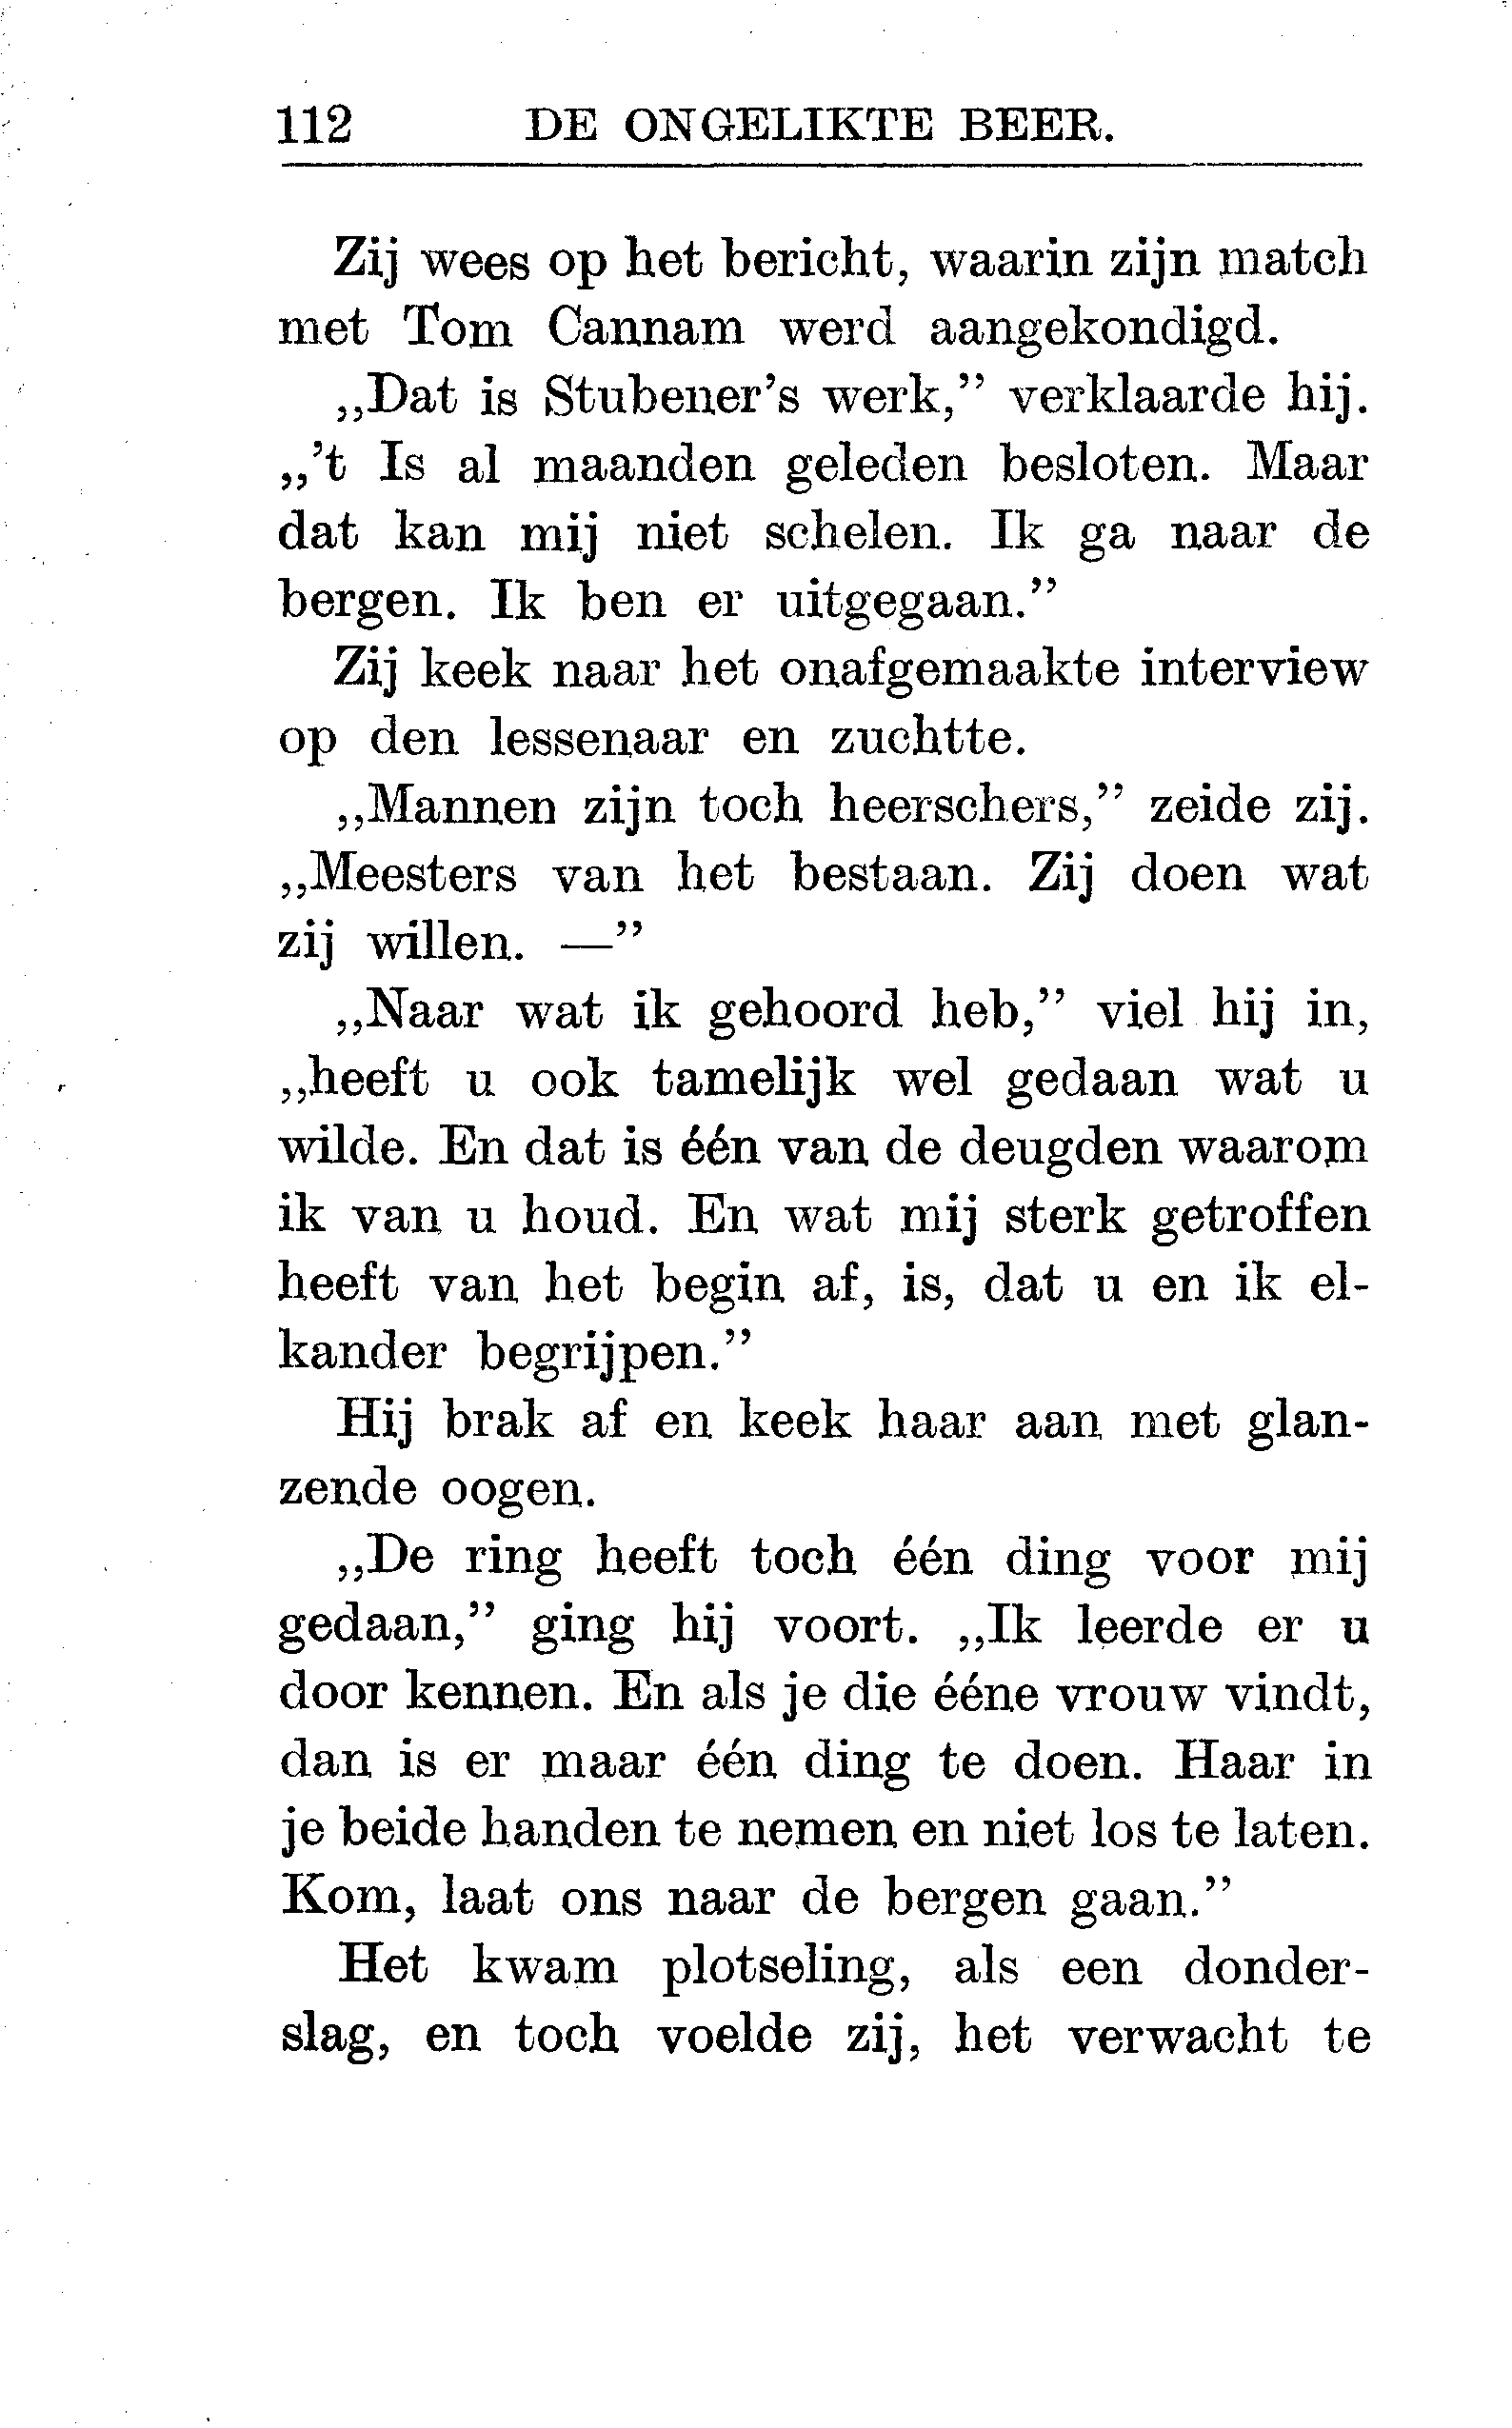 112 DE ONGELIKTE BEER.
Zij wees op het bericht, waarin zijn match
met Tom Cannam werd aangekondigd.
„Dat is Stubener's werk,” verklaarde hij.
„'t Is al maanden geleden besloten. Maar
dat kan mij niet schelen. Ik ga naar de
bergen. Ik ben er uitgegaan.”
Zij keek naar het onafgemaakte interview
op den lessenaar en zuchtte.
„Mannen zijn toch heerschers,” zeide zij.
„Meesters van het bestaan. Zij doen wat
zij willen. —”
„Naar wat ik gehoord heb,” viel hij in,
„heeft u ook tamelijk wel gedaan wat u
wilde. En dat is één van de deugden waarom
ik van u houd. En wat mij sterk getroffen
heeft van het begin af, is, dat u en ik el-
kander begrijpen.”
Hij brak af en keek haar aan met glan-
zende oogen.
„De ring heeft toch één ding voor mij
gedaan,” ging hij voort. „Ik leerde er u
door kennen. En als je die ééne vrouw vindt,
dan is er maar één ding te doen. Haar in
je beide handen te nemen en niet los te laten.
Kom, laat ons naar de bergen gaan.”
Het kwam plotseling, als een donder-
slag, en toch voelde zij, het verwacht te